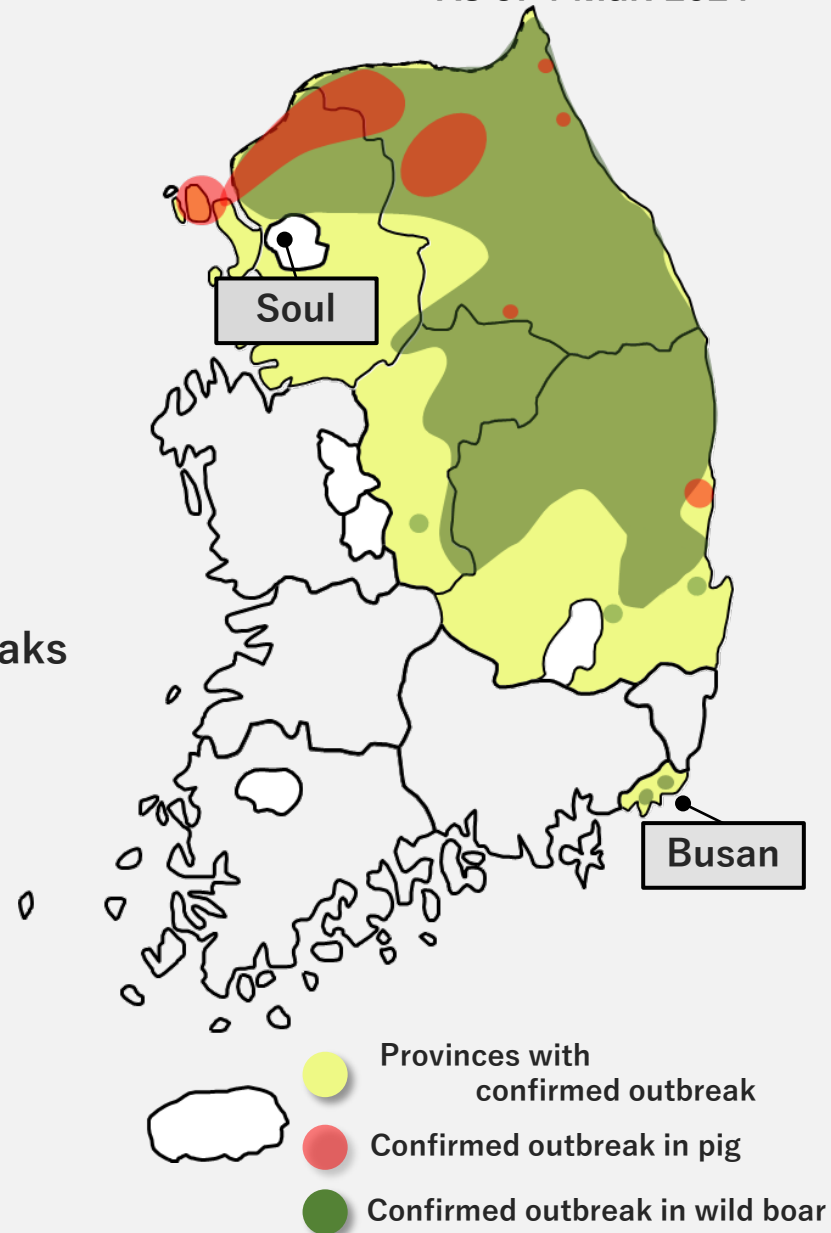 Soul
aks
Busan
Provinces with
confirmed outbreak
Confirmed outbreak in pig
Confirmed outbreak in wild boar